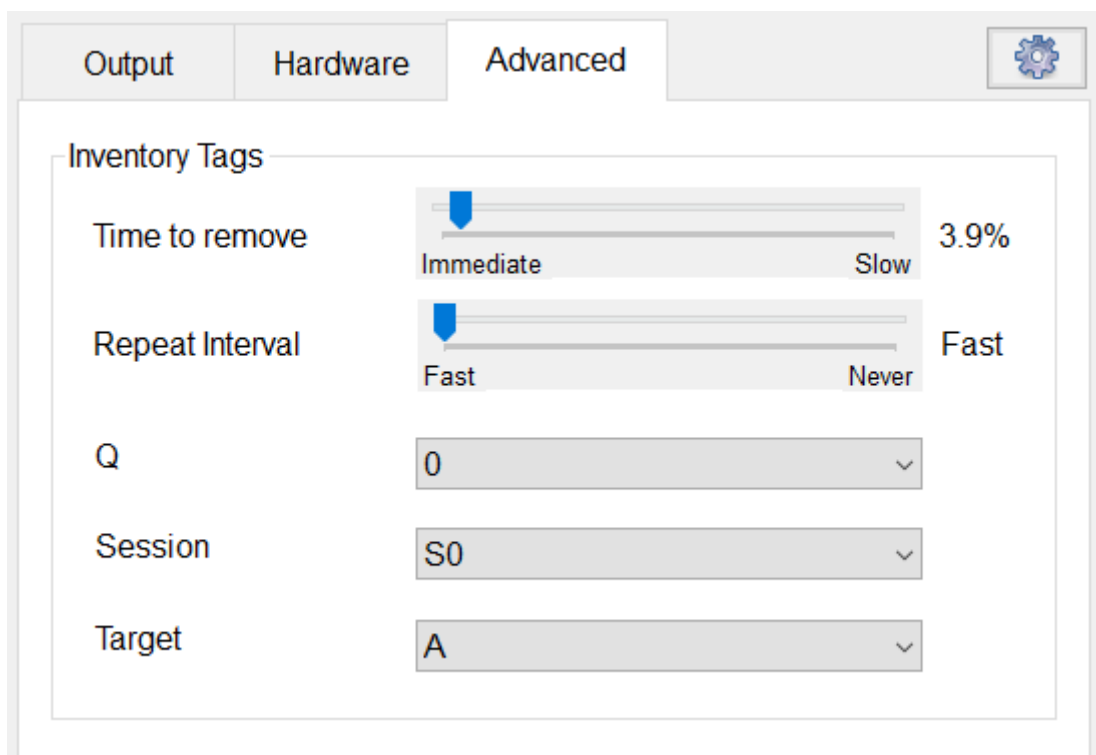 Output Hardware Advanced
Inventory Tags
Time to remove
3.9%
Immediate Slow
Repeat Interval
Fast
Fast Never
Q
0
Session
S0
Target
A